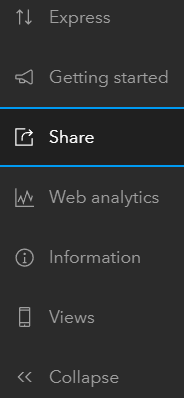 Express
Getting started
Share
Web analytics
Information
Views
Collapse